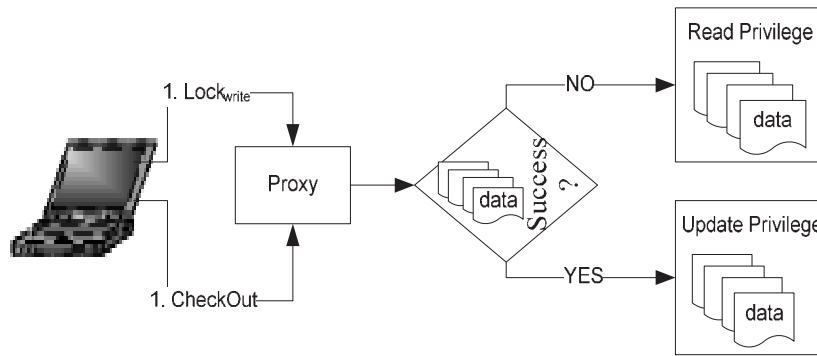 1. Lockwrite
Proxy
1. CheckOut
data
Success
?
NO
YES
Read Privilege
data
Update Privilege
data